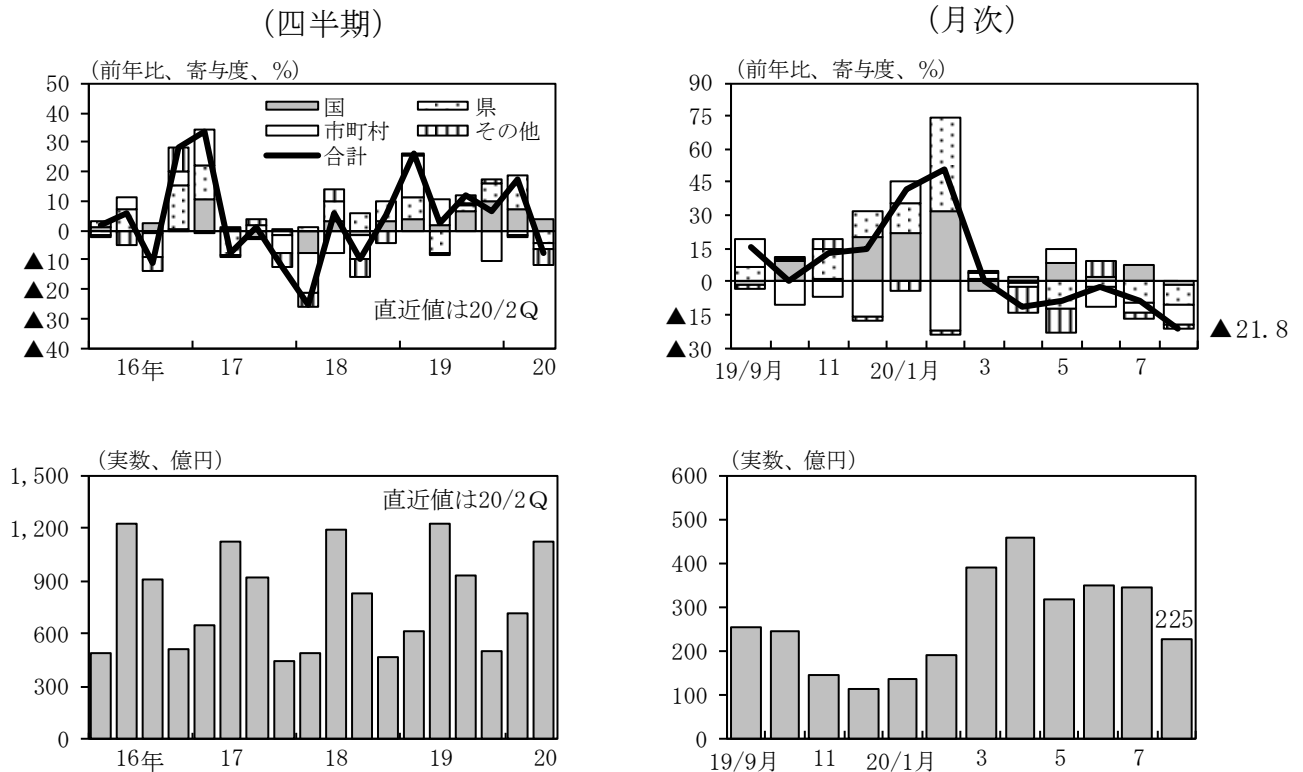 (四半期)
(前年比、寄与度、%)
50
40
30
20
10
0
▲10
▲20
▲30
▲40
国
県
市町村
その他
合計
直近値は20/2Q
16年 17 18 19 20
(月次)
(前年比、寄与度、%)
90
75
60
45
30
15
0
▲15
▲30
▲21.8
19/9月 11 20/1月 3 5 7
(実数、億円)
1,500
1,200
900
600
300
0
直近値は20/2Q
16年 17 18 19 20
(実数、億円)
600
500
400
300
200
100
0
225
19/9月 11 20/1月 3 5 7